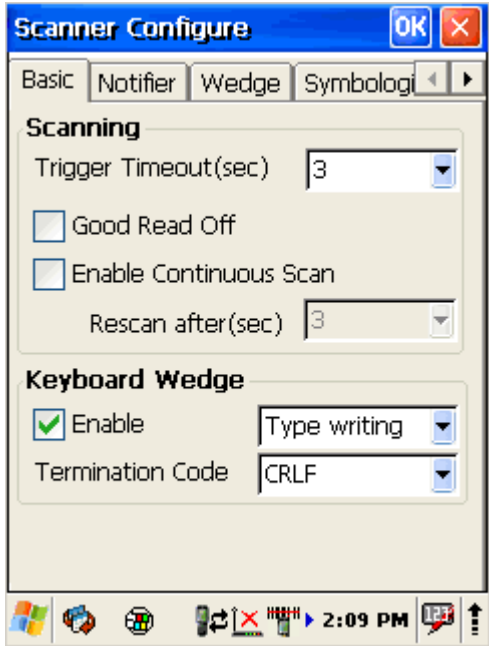 Scanner Configure OK
Basic Notifier Wedge Symbologi
Scanning
Trigger Timeout(sec) 3
Good Read Off
Enable Continuous Scan
Rescan after(sec) 3
Keyboard Wedge
Enable Type writing
Termination Code CRLF
2:09 PM 123